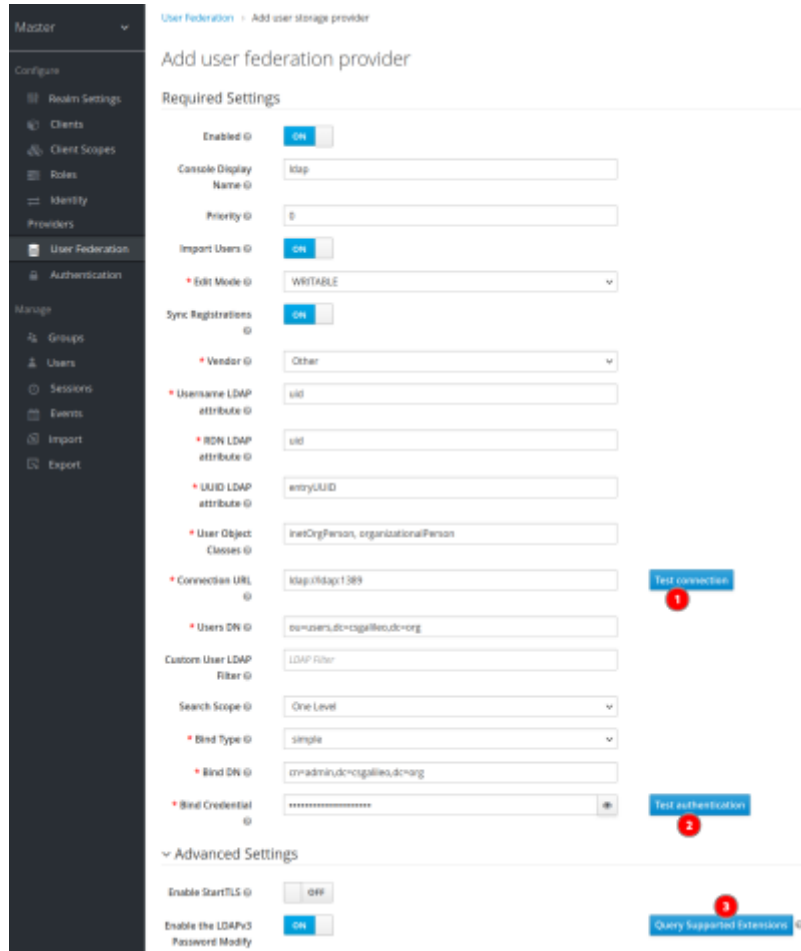 Master
User Federation > Add user storage provider
Add user federation provider
Configure
Realm Settings
Clients
Client Scopes
Roles
Identity
Providers
User Federation
Authentication
Manage
Groups
Users
Sessions
Events
Import
Export
Required Settings
Enabled
ON
Console Display
Name
ldap
Priority
0
Import Users
ON
* Edit Mode
WRITABLE
Sync Registrations
ON
* Vendor
Other
* Username LDAP
attribute
uid
* RDN LDAP
attribute
uid
* UUID LDAP
attribute
entryUUID
* User Object
Classes
inetOrgPerson, organizationalPerson
* Connection URL
ldap://ldap:1389
Test connection
1
* Users DN
ou=users,dc=csgalileo,dc=org
Custom User LDAP
Filter
LDAP Filter
Search Scope
One Level
* Bind Type
simple
* Bind DN
cn=admin,dc=csgalileo,dc=org
* Bind Credential
Test authentication
2
Advanced Settings
Enable StartTLS
OFF
3
Enable the LDAPv3
Password Modify
ON
Query Supported Extensions